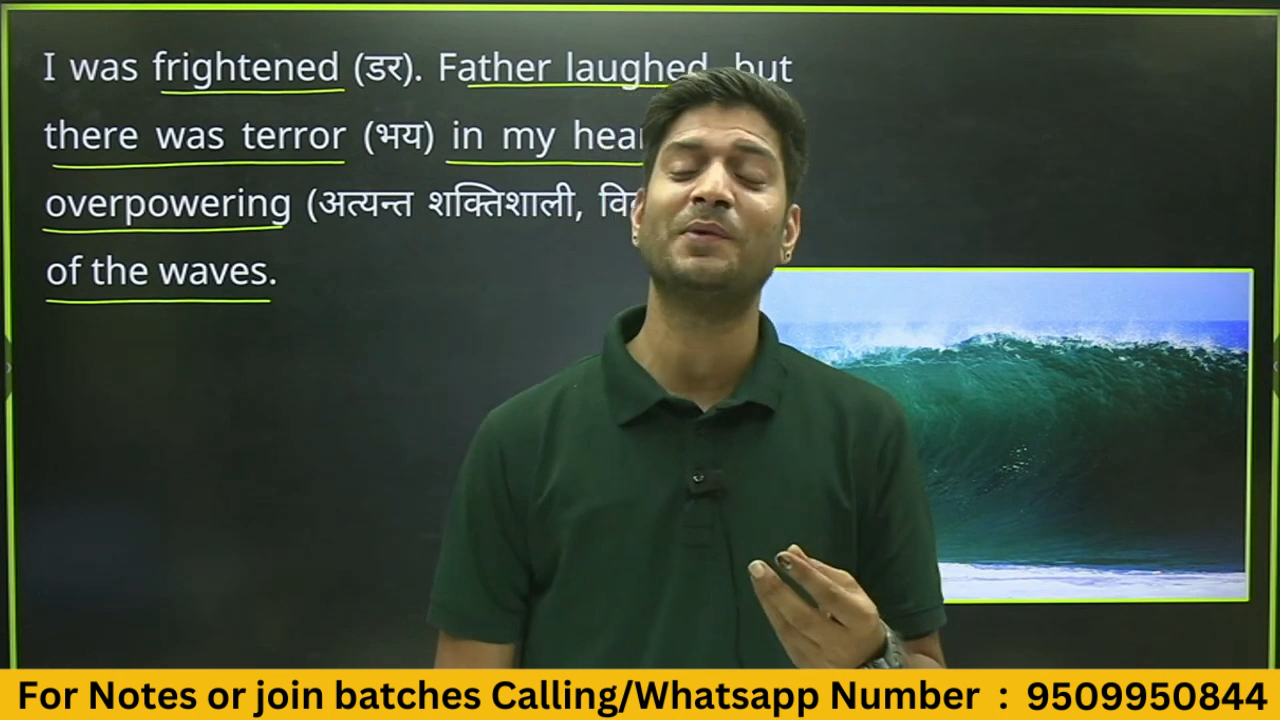 I was frightened (डर). Father laughed, but
there was terror (भय) in my
overpowering (अत्यन्त शक्तिशाली,
of the waves.
For Notes or join batches Calling/Whatsapp Number : 9509950844